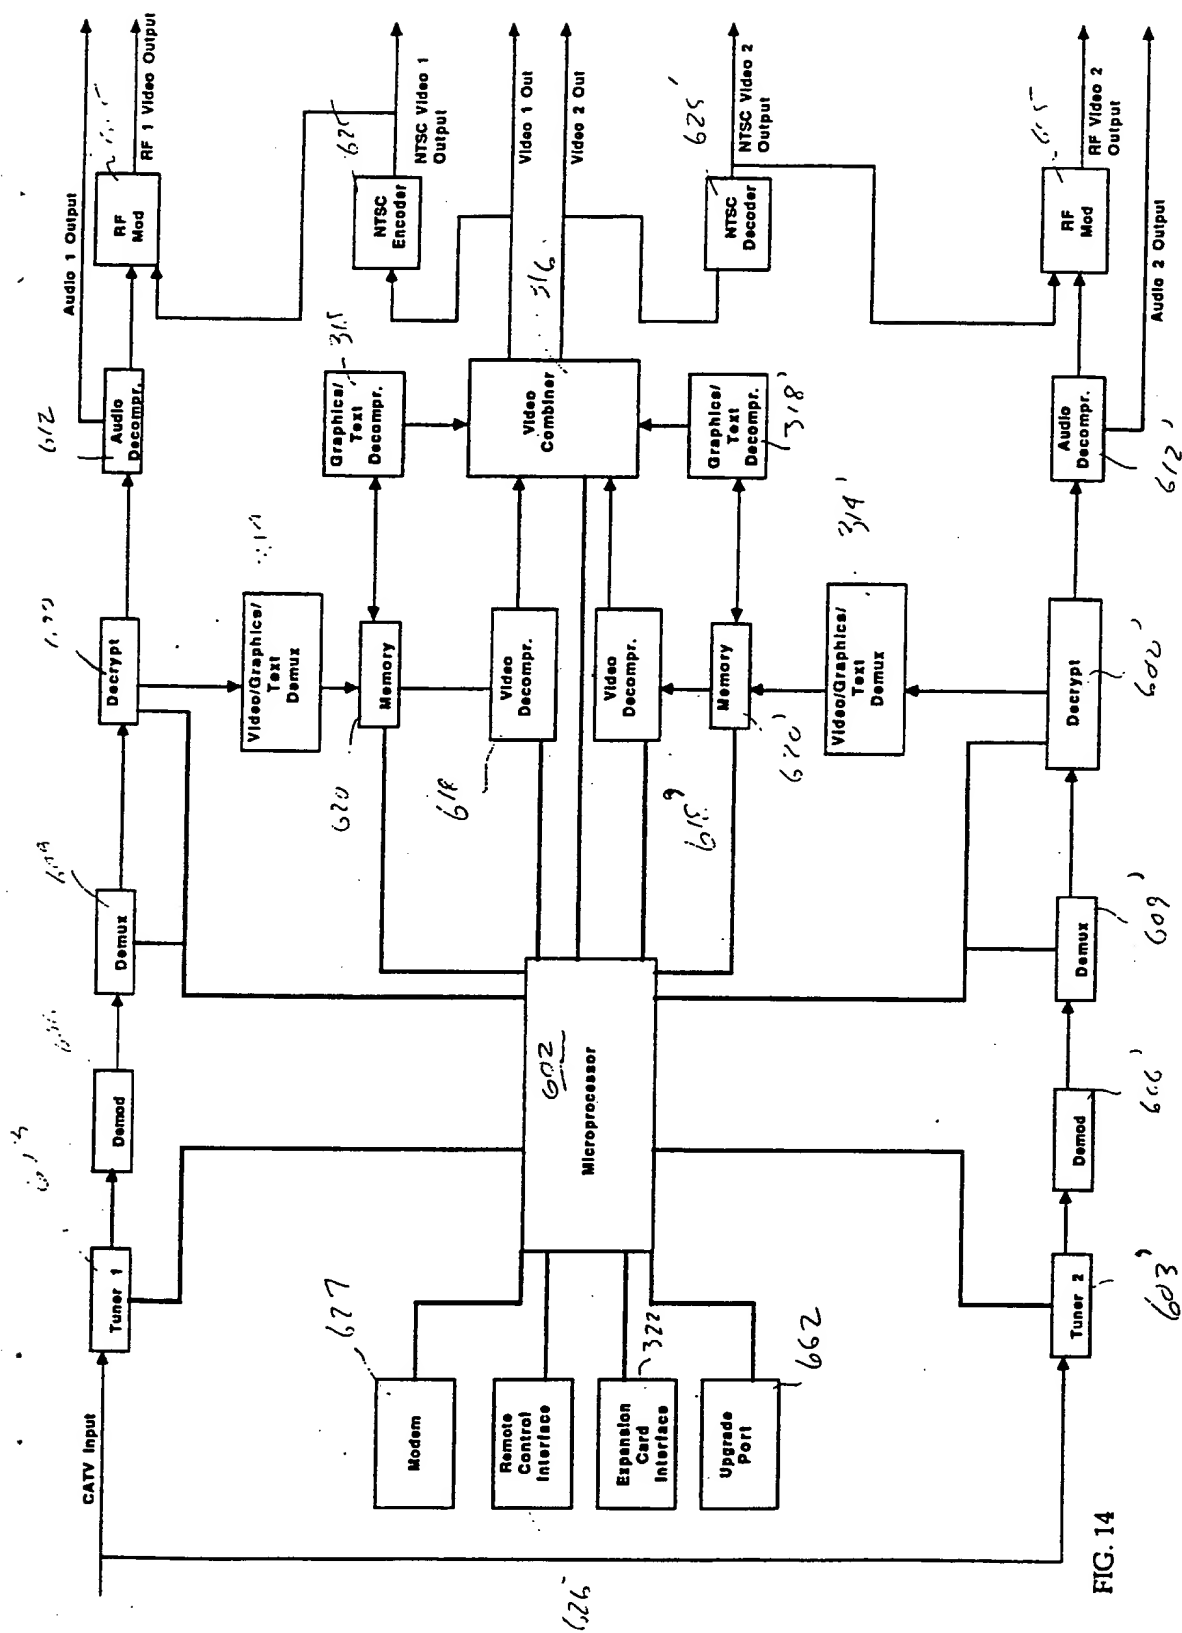 Audio 1 Output
RF 1 Video Output
RF
Mod
612
Audio
Decompr.
Decrypt
Demux
Demod
Tuner 1
CATV Input
625
NTSC
Encoder
NTSC Video 1
Output
Graphics/
Text
Decompr.
315
Video/Graphics/
Text
Demux
Memory
620
Video
Decompr.
618
Video 1 Out
Video 2 Out
Video
Combiner
316
Video
Decompr.
618'
NTSC
Decoder
625'
NTSC Video 2
Output
Graphics/
Text
Decompr.
318'
Memory
620'
Video/Graphics/
Text
Demux
314'
Microprocessor
602
Modem
627
Remote
Control
Interface
Expansion
Card
Interface
322
Upgrade
Port
662
RF
Mod
RF Video 2
Output
Audio 2 Output
Audio
Decompr.
612'
Decrypt
602'
Demux
609'
Demod
606'
Tuner 2
603'
626
FIG. 14